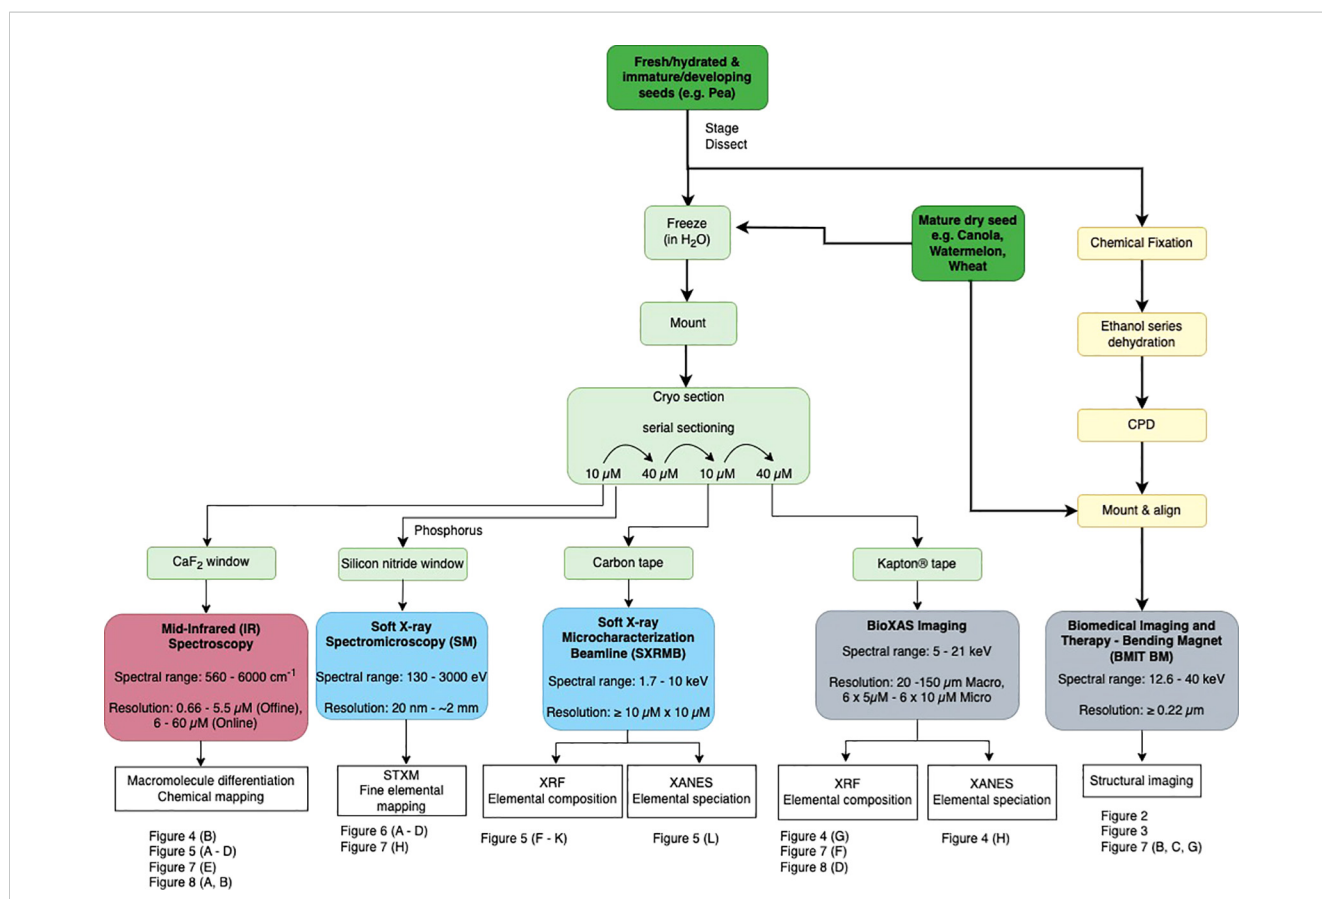 Fresh/hydrated &
immature/developing
seeds (e.g. Pea)
Stage
Dissect
Freeze
(in H₂O)
Mature dry seed
e.g. Canola,
Watermelon,
Wheat
Chemical Fixation
Mount
Ethanol series
dehydration
Cryo section
serial sectioning
10 µM 40 µM 10 µM 40 µM
CPD
Mount & align
Phosphorus
CaF₂ window
Silicon nitride window
Carbon tape
Kapton® tape
Mid-Infrared (IR)
Spectroscopy
Spectral range: 560 - 6000 cm⁻¹
Resolution: 0.66 - 5.5 µM (Offine),
6 - 60 µM (Online)
Soft X-ray
Spectromicroscopy (SM)
Spectral range: 130 - 3000 eV
Resolution: 20 nm - ~2 mm
Soft X-ray
Microcharacterization
Beamline (SXRMB)
Spectral range: 1.7 - 10 keV
Resolution: ≥ 10 µM x 10 µM
BioXAS Imaging
Spectral range: 5 - 21 keV
Resolution: 20 -150 µm Macro,
6 x 5µM - 6 x 10 µM Micro
Biomedical Imaging and
Therapy - Bending Magnet
(BMIT BM)
Spectral range: 12.6 - 40 keV
Resolution: ≥ 0.22 µm
Macromolecule differentiation
Chemical mapping
STXM
Fine elemental
mapping
XRF
Elemental composition
XANES
Elemental speciation
XRF
Elemental composition
XANES
Elemental speciation
Structural imaging
Figure 4 (B)
Figure 5 (A - D)
Figure 7 (E)
Figure 8 (A, B)
Figure 6 (A - D)
Figure 7 (H)
Figure 5 (F - K)
Figure 5 (L)
Figure 4 (G)
Figure 7 (F)
Figure 8 (D)
Figure 4 (H)
Figure 2
Figure 3
Figure 7 (B, C, G)